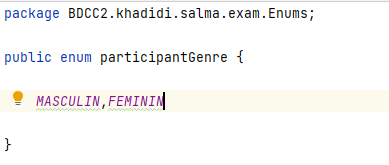 package BDCC2.khadidi.salma.exam.Enums;
public enum participantGenre {
MASCULIN,FEMININ
}